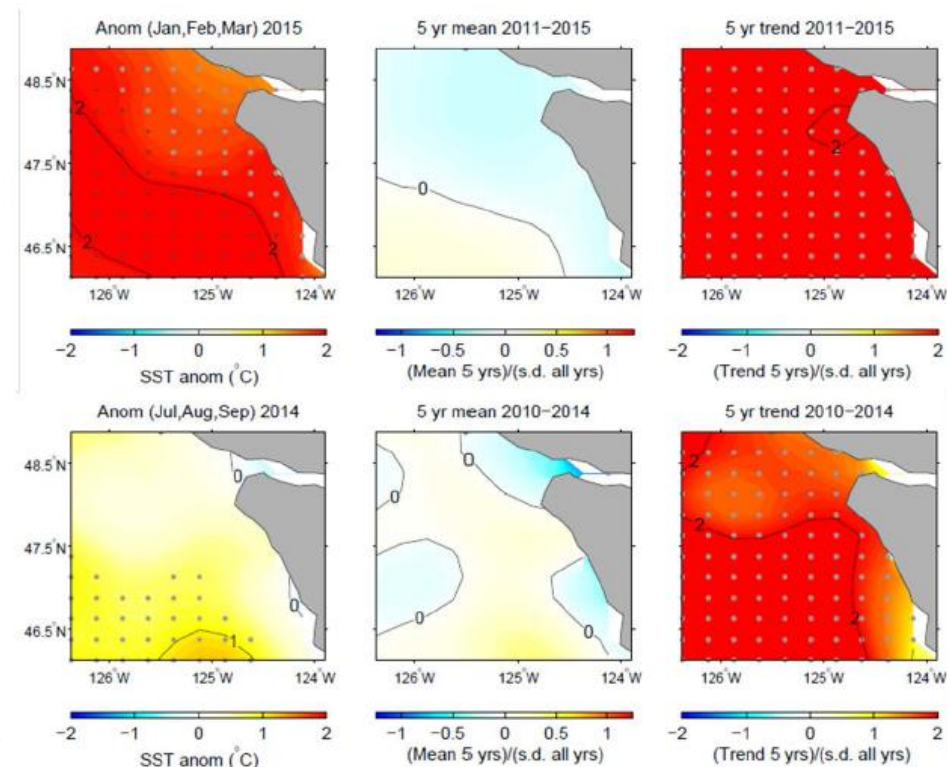 Anom (Jan,Feb,Mar) 2015 5 yr mean 2011−2015 5 yr trend 2011−2015
48.5°N
47.5°N
46.5°N
2
2
2
0
2
126°W 125°W 124°W 126°W 125°W 124°W 126°W 125°W 124°W
−2 −1 0 1 2 −1 −0.5 0 0.5 1 −2 −1 0 1 2
SST anom (°C) (Mean 5 yrs)/(s.d. all yrs) (Trend 5 yrs)/(s.d. all yrs)
Anom (Jul,Aug,Sep) 2014 5 yr mean 2010−2014 5 yr trend 2010−2014
48.5°N
47.5°N
46.5°N
0
0
1
0
0
0
0
2
2
2
126°W 125°W 124°W 126°W 125°W 124°W 126°W 125°W 124°W
−2 −1 0 1 2 −1 −0.5 0 0.5 1 −2 −1 0 1 2
SST anom (°C) (Mean 5 yrs)/(s.d. all yrs) (Trend 5 yrs)/(s.d. all yrs)